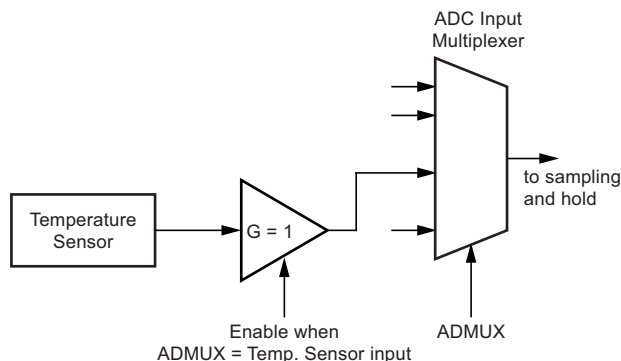 ADC Input
Multiplexer
to sampling
and hold
Temperature
Sensor
G = 1
Enable when
ADMUX = Temp. Sensor input
ADMUX